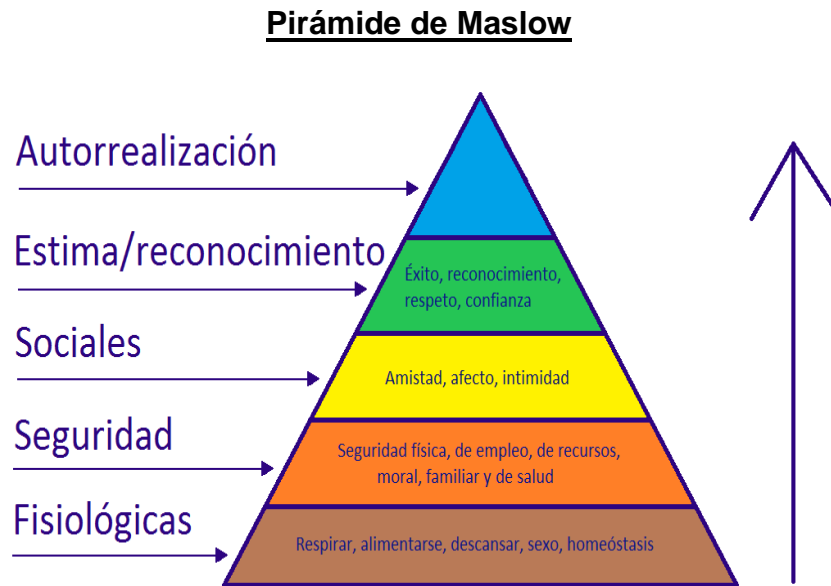 Pirámide de Maslow
Autorrealización
Estima/reconocimiento
Éxito, reconocimiento,
respeto, confianza
Sociales
Amistad, afecto, intimidad
Seguridad
Seguridad física, de empleo, de recursos,
moral, familiar y de salud
Fisiológicas
Respirar, alimentarse, descansar, sexo, homeóstasis